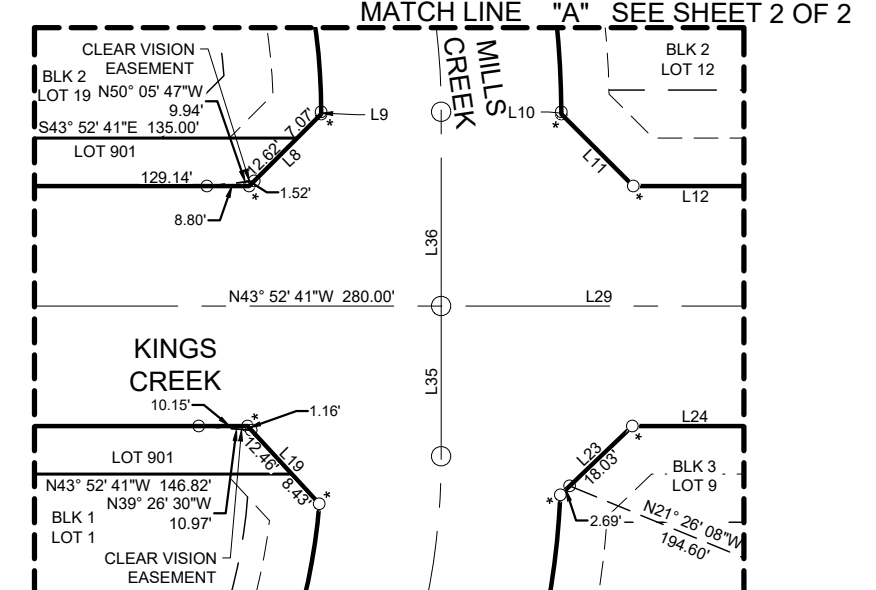 MATCH LINE "A" SEE SHEET 2 OF 2
CLEAR VISION
EASEMENT
BLK 2
LOT 19
N50° 05' 47"W
9.94'
S43° 52' 41"E 135.00'
LOT 901
129.14'
8.80'
12.62'
7.07'
L8
1.52'
L9
MILLS
CREEK
L10
L11
L12
BLK 2
LOT 12
L36
N43° 52' 41"W 280.00'
L29
KINGS
CREEK
L35
10.15'
1.16'
LOT 901
L19
12.46'
8.43'
N43° 52' 41"W 146.82'
N39° 26' 30"W
10.97'
BLK 1
LOT 1
CLEAR VISION
EASEMENT
L24
L23
18.03'
2.69'
BLK 3
LOT 9
N21° 26' 08"W
194.60'